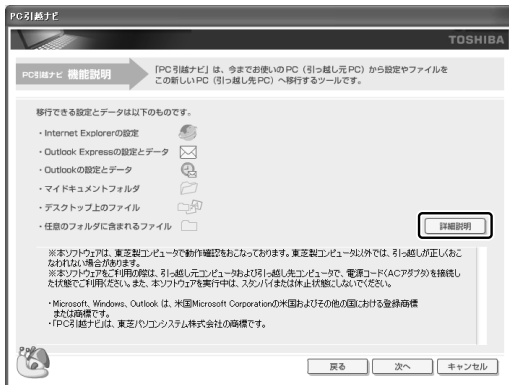 PC引越ナビ
TOSHIBA
PC引越ナビ 機能説明
「PC引越ナビ」は、今までお使いのPC（引っ越し元PC）から設定やファイルを
この新しいPC（引っ越し先PC）へ移行するツールです。
移行できる設定とデータは以下のものです。
・Internet Explorerの設定
・Outlook Expressの設定とデータ
・Outlookの設定とデータ
・マイドキュメントフォルダ
・デスクトップ上のファイル
・任意のフォルダに含まれるファイル
詳細説明
※本ソフトウェアは、東芝製コンピュータで動作確認をおこなっております。東芝製コンピュータ以外では、引っ越しが正しくおこ
なわれない場合があります。
※本ソフトウェアをご利用の際は、引っ越し元コンピュータおよび引っ越し先コンピュータで、電源コード(ACアダプタ)を接続し
た状態でご利用ください。また、本ソフトウェアを実行中は、スタンバイまたは休止状態にしないでください。
・Microsoft、Windows、Outlook は、米国Microsoft Corporationの米国およびその他の国における登録商標
または商標です。
・「PC引越ナビ」は、東芝パソコンシステム株式会社の商標です。
戻る
次へ
キャンセル